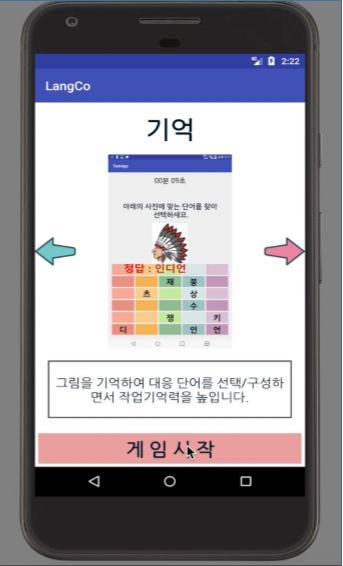 2:22
LangCo
기억
00분 09초
아래의 사진에 맞는 단어를 찾아
선택하세요.
정답 : 인디언
재 봉
츠 상
수
쟁 키
디 인 언
그림을 기억하여 대응 단어를 선택/구성하
면서 작업기억력을 높입니다.
게 임 시 작